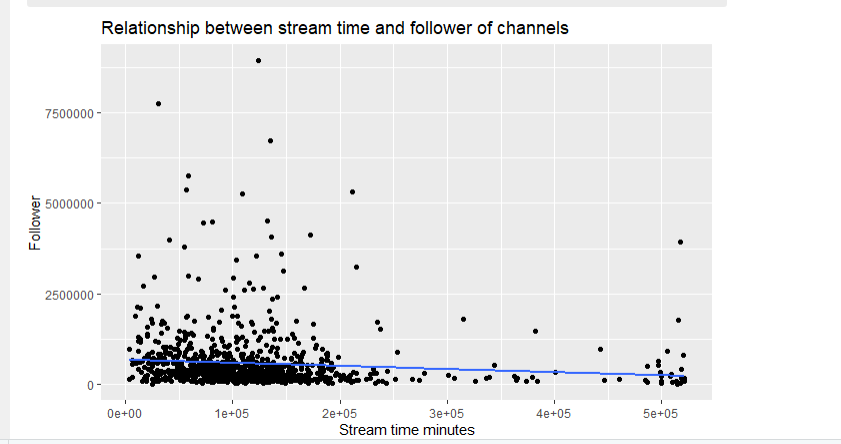 Relationship between stream time and follower of channels
Follower
7500000
5000000
2500000
0
0e+00 1e+05 2e+05 3e+05 4e+05 5e+05
Stream time minutes